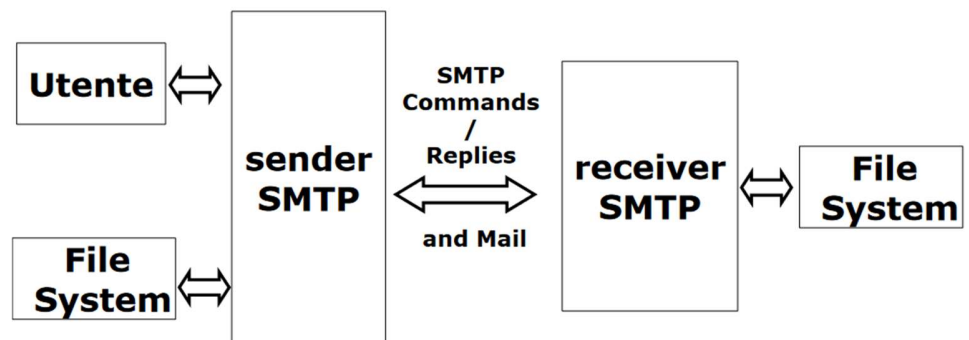 Utente
File
System
sender
SMTP
SMTP
Commands
/
Replies
and Mail
receiver
SMTP
File
System